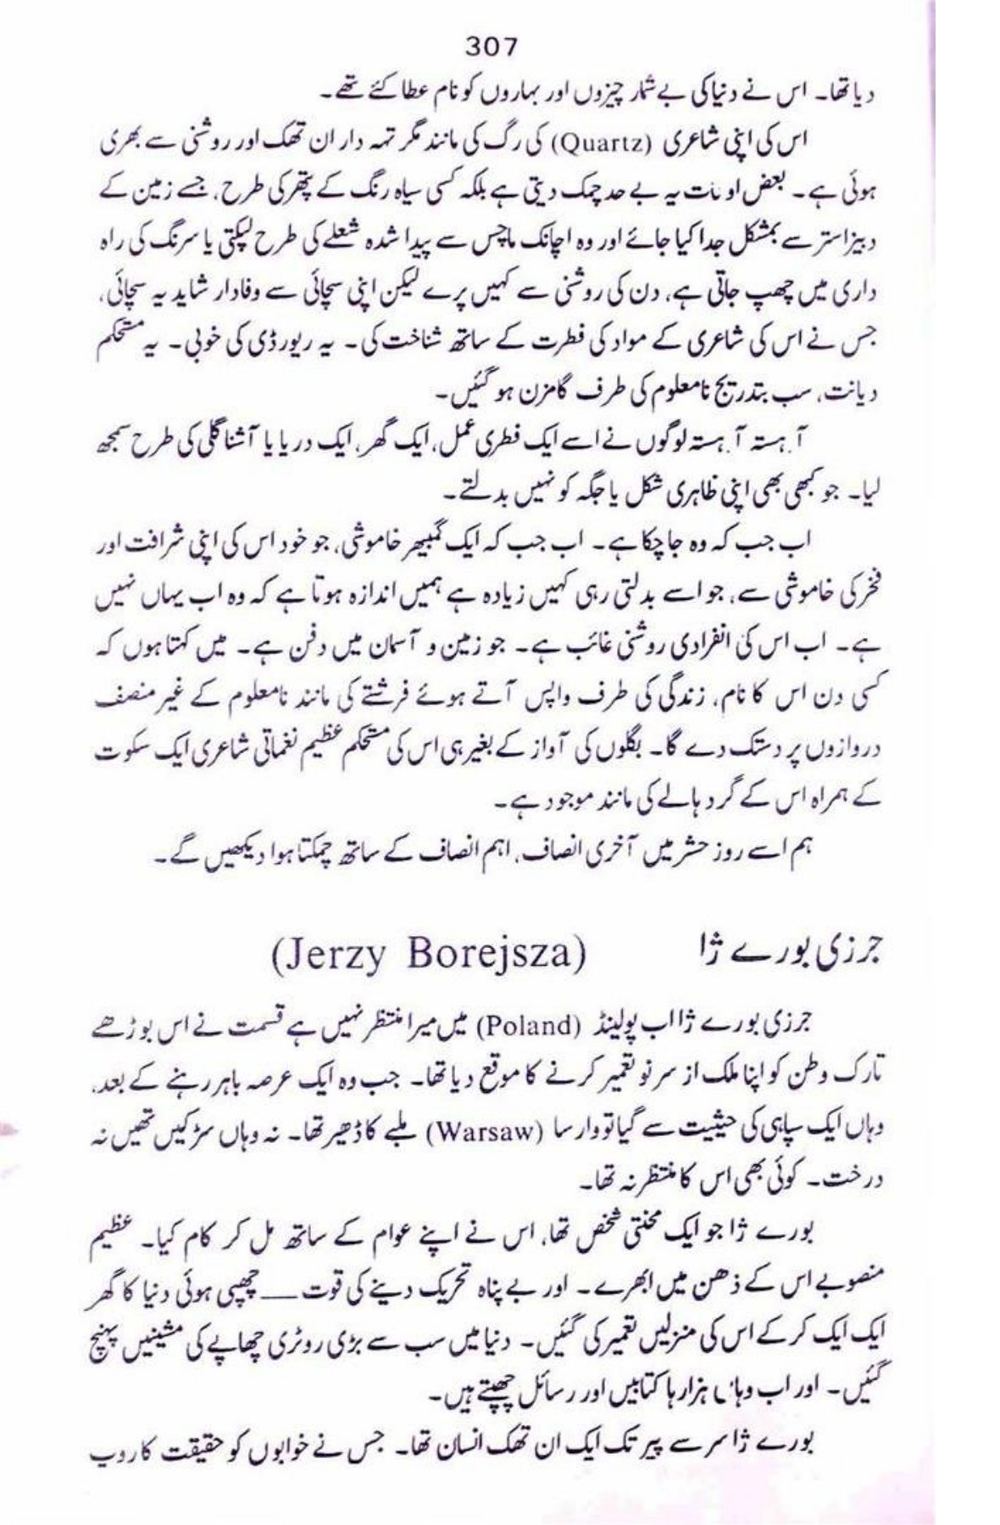 307
دیا تھا۔ اس نے دنیا کی بے شمار چیزوں اور بہاروں کو نام عطا کئے تھے۔
اس کی اپنی شاعری (Quartz) کی رگ کی مانند مگر تہہ دار ان تھک اور روشنی سے بھری
ہوئی ہے۔ بعض اوقات یہ بے حد چمک دیتی ہے بلکہ کسی سیاہ رنگ کے پتھر کی طرح، جسے زمین کے
دبیز استر سے بمشکل جدا کیا جائے اور وہ اچانک ماچس سے پیدا شدہ شعلے کی طرح لپکتی یا سرنگ کی راہ
داری میں چھپ جاتی ہے، دن کی روشنی سے کہیں پرے لیکن اپنی سچائی سے وفادار شاید یہ سچائی،
جس نے اس کی شاعری کے مواد کی فطرت کے ساتھ شناخت کی۔ یہ ریورڈی کی خوبی۔ یہ مستحکم
دیانت، سب بتدریج نامعلوم کی طرف گامزن ہو گئیں۔
آہستہ آہستہ لوگوں نے اسے ایک فطری عمل، ایک گھر، ایک دریا یا آشنا گلی کی طرح سمجھ
لیا۔ جو کبھی بھی اپنی ظاہری شکل یا جگہ کو نہیں بدلتے۔
اب جب کہ وہ جا چکا ہے۔ اب جب کہ ایک گمبھیر خاموشی، جو خود اس کی اپنی شرافت اور
فخر کی خاموشی سے، جو اسے بدلتی رہی کہیں زیادہ ہے ہمیں اندازہ ہوتا ہے کہ وہ اب یہاں نہیں
ہے۔ اب اس کی انفرادی روشنی غائب ہے۔ جو زمین و آسمان میں دفن ہے۔ میں کہتا ہوں کہ
کسی دن اس کا نام، زندگی کی طرف واپس آتے ہوئے فرشتے کی مانند نامعلوم کے غیر منصف
دروازوں پر دستک دے گا۔ بگلوں کی آواز کے بغیر ہی اس کی مستحکم عظیم نغماتی شاعری ایک سکوت
کے ہمراہ اس کے گرد ہالے کی مانند موجود ہے۔
ہم اسے روز حشر میں آخری انصاف، اہم انصاف کے ساتھ چمکتا ہوا دیکھیں گے۔
جرزی بورے ژا (Jerzy Borejsza)
جرزی بورے ژا اب پولینڈ (Poland) میں میرا منتظر نہیں ہے قسمت نے اس بوڑھے
تارک وطن کو اپنا ملک از سر نو تعمیر کرنے کا موقع دیا تھا۔ جب وہ ایک عرصہ باہر رہنے کے بعد،
وہاں ایک سپاہی کی حیثیت سے گیا تو وارسا (Warsaw) ملبے کا ڈھیر تھا۔ نہ وہاں سڑکیں تھیں نہ
درخت۔ کوئی بھی اس کا منتظر نہ تھا۔
بورے ژا جو ایک محنتی شخص تھا، اس نے اپنے عوام کے ساتھ مل کر کام کیا۔ عظیم
منصوبے اس کے ذھن میں ابھرے۔ اور بے پناہ تحریک دینے کی قوت — چھپی ہوئی دنیا کا گھر
ایک ایک کر کے اس کی منزلیں تعمیر کی گئیں۔ دنیا میں سب سے بڑی روٹری چھاپے کی مشینیں پہنچ
گئیں۔ اور اب وہاں ہزارہا کتابیں اور رسائل چھپتے ہیں۔
بورے ژا سر سے پیر تک ایک ان تھک انسان تھا۔ جس نے خوابوں کو حقیقت کا روپ